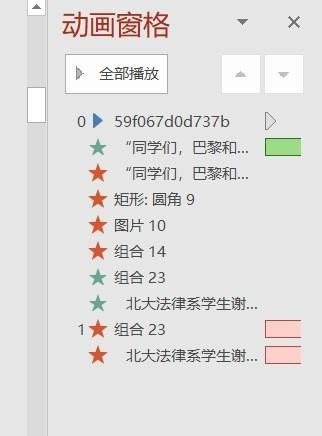 动画窗格
全部播放
0 59f067d0d737b
“同学们，巴黎和...
“同学们，巴黎和...
矩形: 圆角 9
图片 10
组合 14
组合 23
北大法律系学生谢...
1 组合 23
北大法律系学生谢...